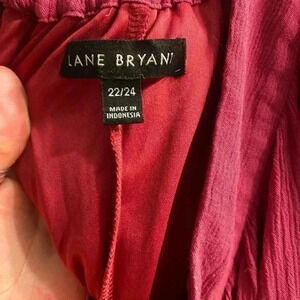 LANE BRYANT
22/24
MADE IN
INDONESIA